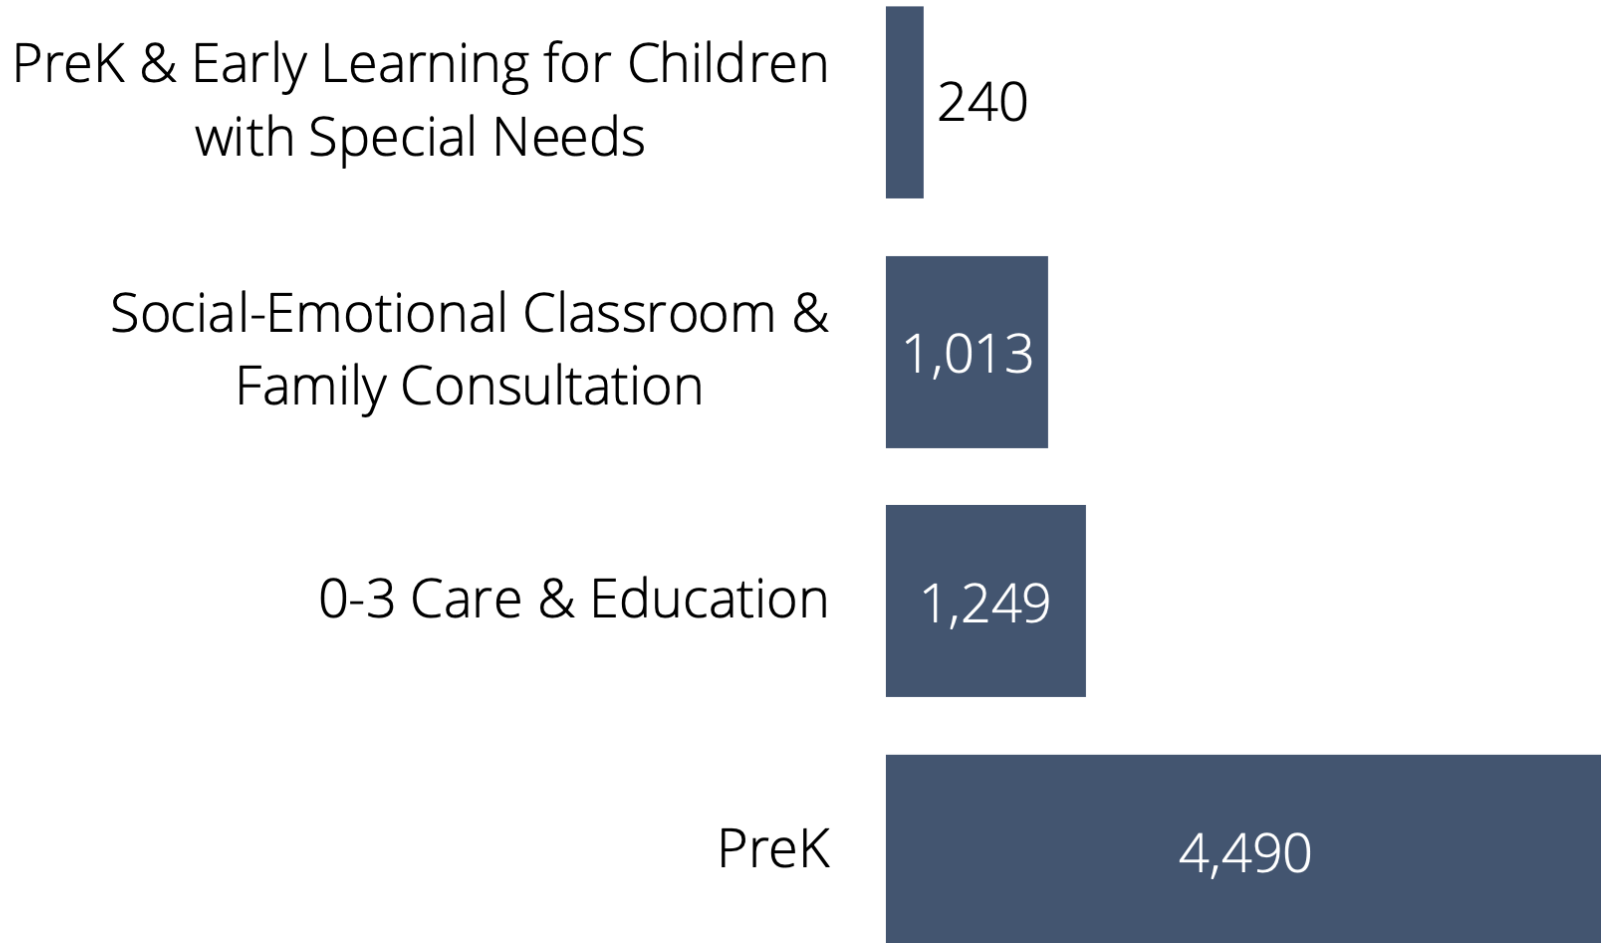 PreK & Early Learning for Children
with Special Needs
240
Social-Emotional Classroom &
Family Consultation
1,013
0-3 Care & Education
1,249
PreK
4,490